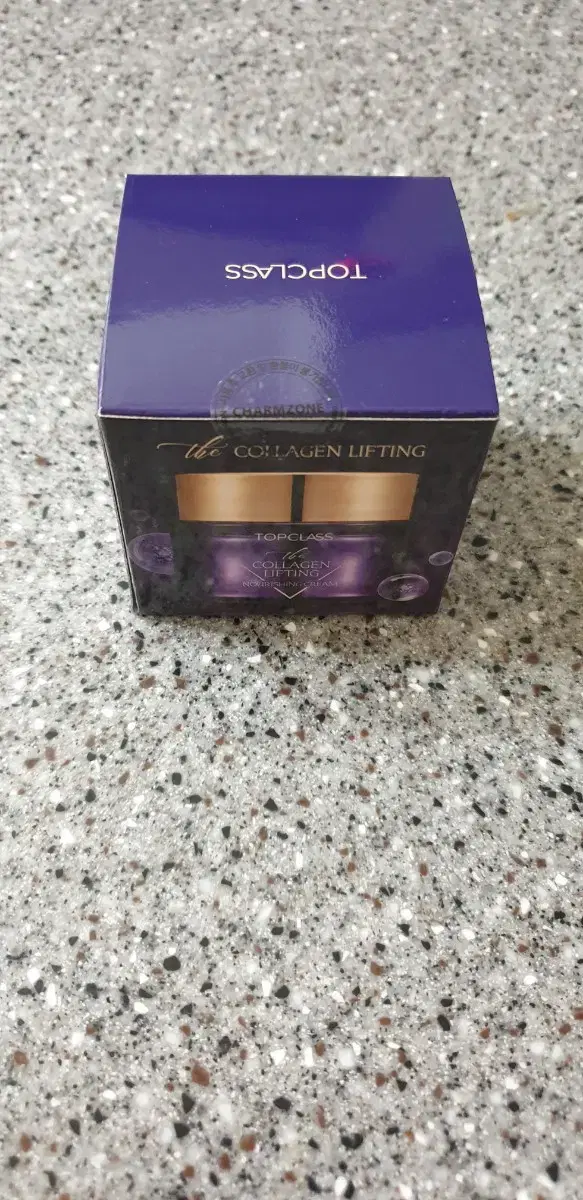 TOPCLASS
CHARMZONE
the COLLAGEN LIFTING
TOPCLASS
the
COLLAGEN
LIFTING
NOURISHING CREAM